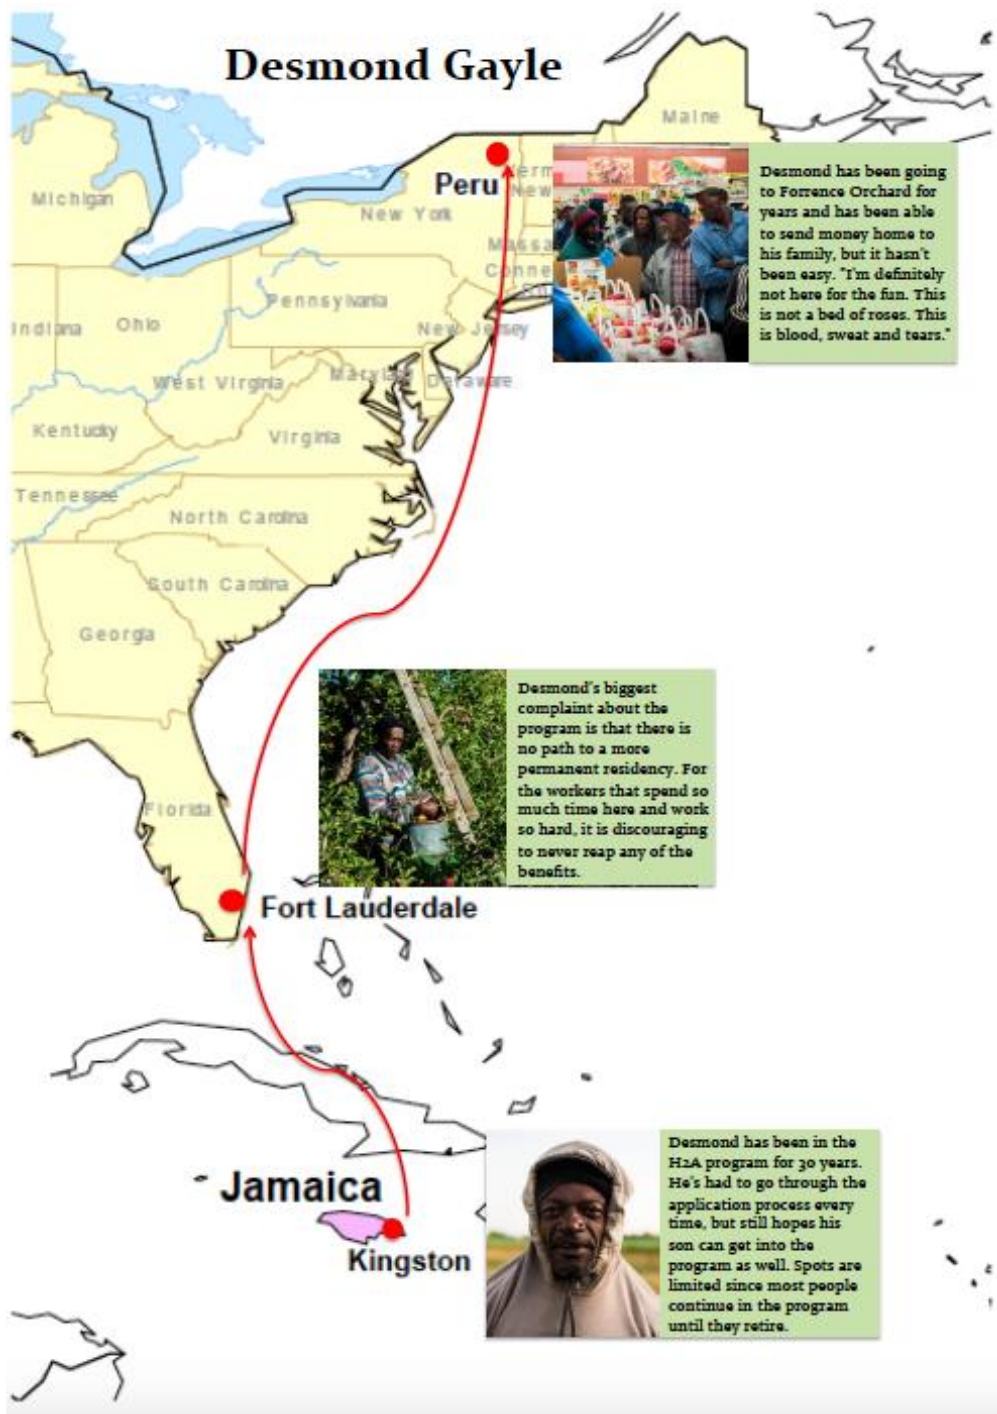 Desmond Gayle
Maine
Peru
Verm
New
Michigan
New York
Massa
Conne
Desmond has been going
to Forrence Orchard for
years and has been able
to send money home to
his family, but it hasn't
been easy. "I'm definitely
not here for the fun. This
is not a bed of roses. This
is blood, sweat and tears."
Pennsylvania
Indiana
Ohio
New Jersey
West Virginia
Maryla
Delaware
Kentucky
Virginia
Tennessee
North Carolina
South Carolina
Georgia
Desmond's biggest
complaint about the
program is that there is
no path to a more
permanent residency. For
the workers that spend so
much time here and work
so hard, it is discouraging
to never reap any of the
benefits.
Florida
Fort Lauderdale
Desmond has been in the
H2A program for 30 years.
He's had to go through the
application process every
time, but still hopes his
son can get into the
program as well. Spots are
limited since most people
continue in the program
until they retire.
Jamaica
Kingston